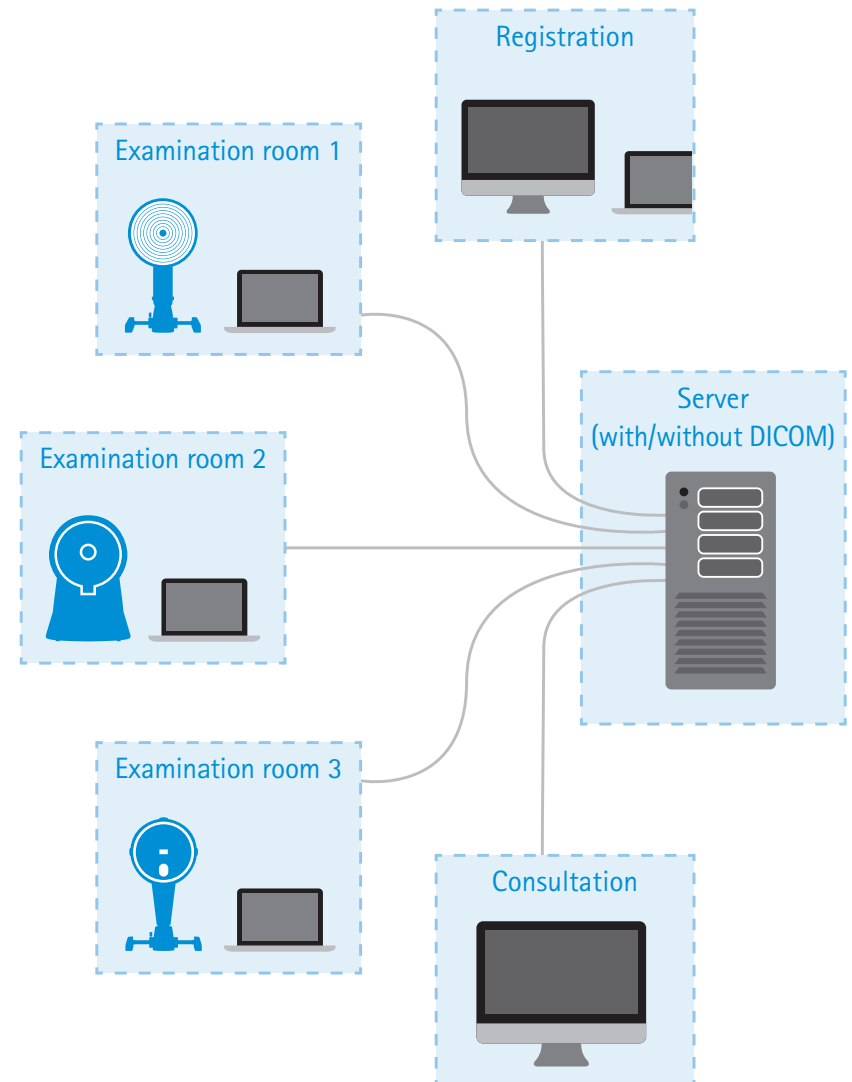 Registration
Examination room 1
Server
(with/without DICOM)
Examination room 2
Examination room 3
Consultation